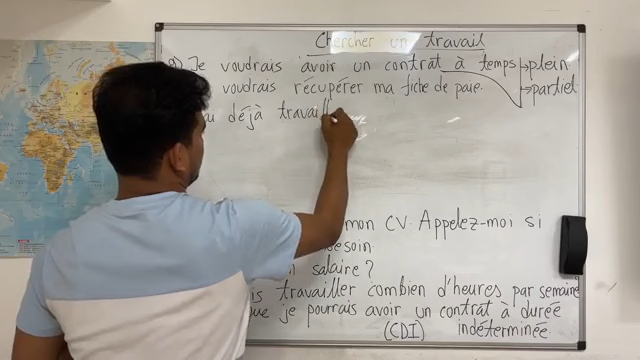 Chercher un travail
Je voudrais avoir un contrat à temps → plein
voudrais récupérer ma fiche de paie. → partiel
déjà travaill
mon CV. Appelez-moi si
besoin
salaire ?
travailler combien d'heures par semaine
que je pourrais avoir un contrat à durée
(CDI) indéterminée